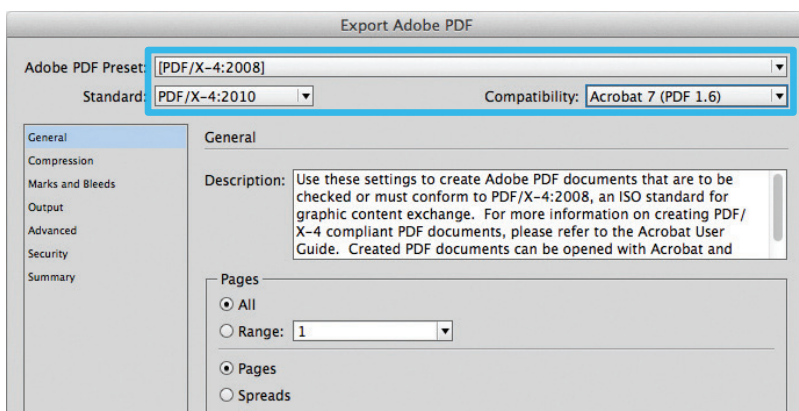 Export Adobe PDF
Adobe PDF Preset: [PDF/X-4:2008]
Standard: PDF/X-4:2010 Compatibility: Acrobat 7 (PDF 1.6)
General
Compression
Marks and Bleeds
Output
Advanced
Security
Summary
General
Description: Use these settings to create Adobe PDF documents that are to be
checked or must conform to PDF/X-4:2008, an ISO standard for
graphic content exchange. For more information on creating PDF/
X-4 compliant PDF documents, please refer to the Acrobat User
Guide. Created PDF documents can be opened with Acrobat and
Pages
All
Range: 1
Pages
Spreads